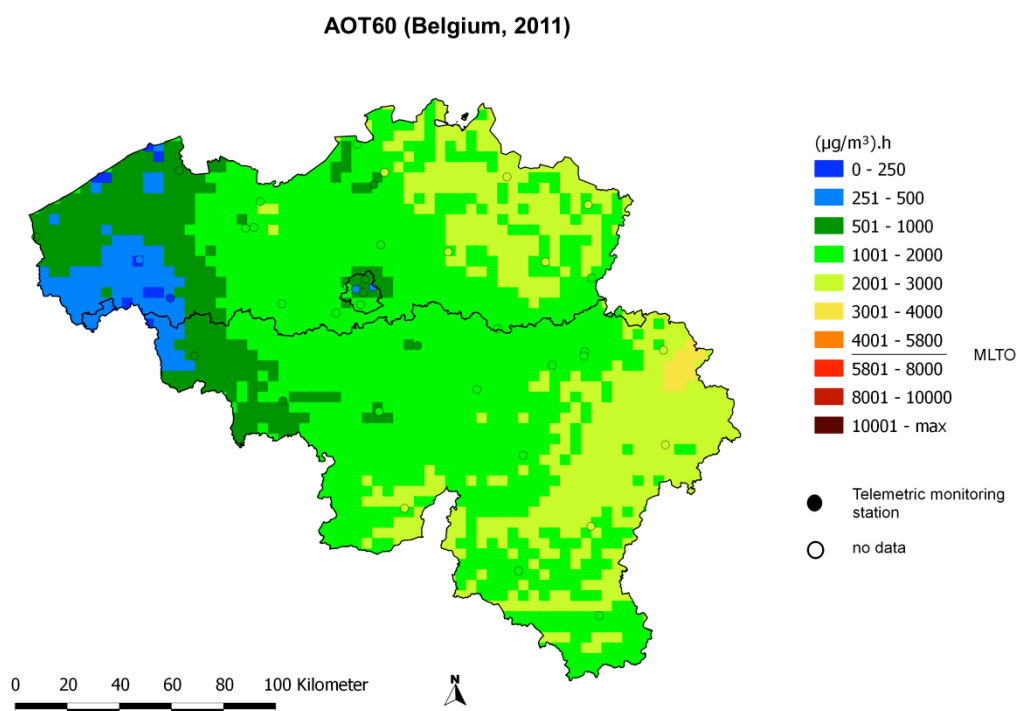 AOT60 (Belgium, 2011)
(µg/m³).h
0 - 250
251 - 500
501 - 1000
1001 - 2000
2001 - 3000
3001 - 4000
4001 - 5800
MLTO
5801 - 8000
8001 - 10000
10001 - max
Telemetric monitoring
station
no data
0 20 40 60 80 100 Kilometer
N